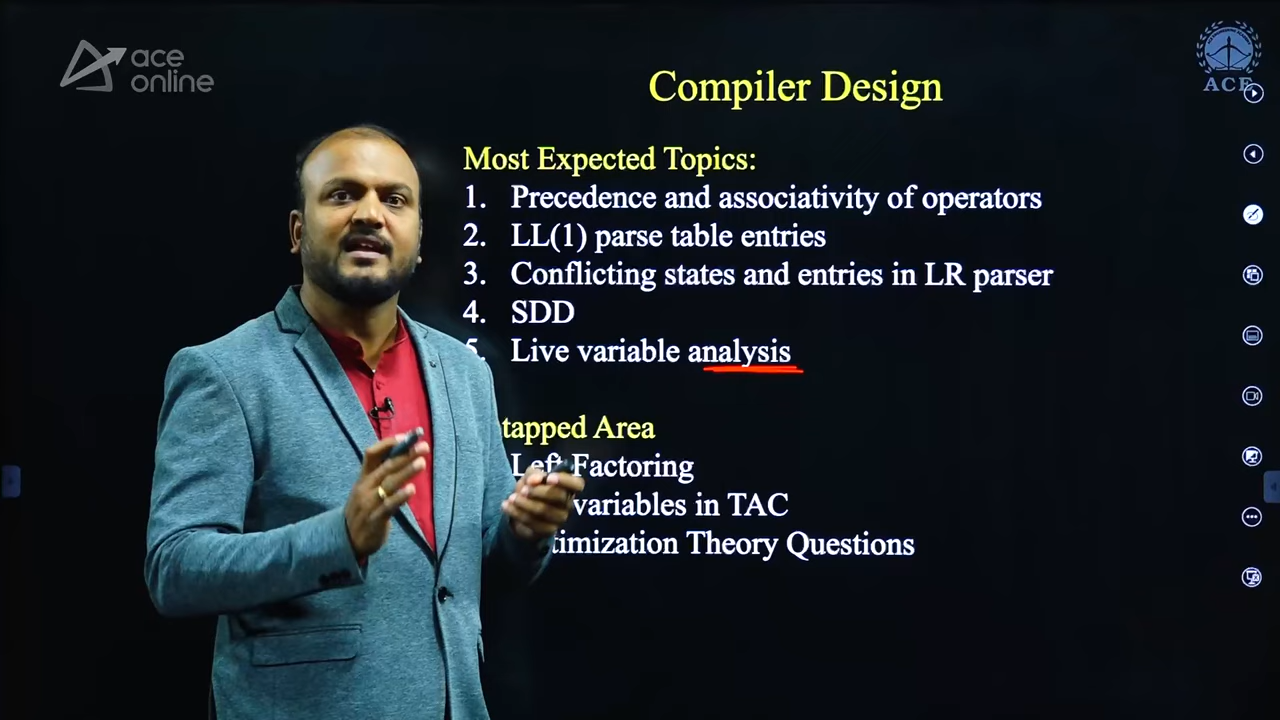 ace
online
ACE
Compiler Design
Most Expected Topics:
1. Precedence and associativity of operators
2. LL(1) parse table entries
3. Conflicting states and entries in LR parser
4. SDD
5. Live variable analysis
tapped Area
Left Factoring
variables in TAC
timization Theory Questions